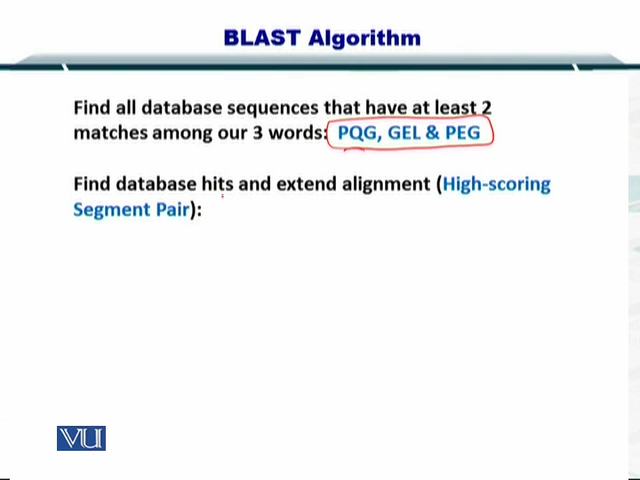 BLAST Algorithm
Find all database sequences that have at least 2
matches among our 3 words: PQG, GEL & PEG
Find database hits and extend alignment (High-scoring
Segment Pair):
VU